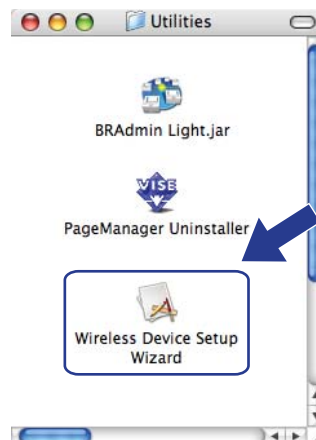 Utilities
BRAdmin Light.jar
VISE
PageManager Uninstaller
Wireless Device Setup
Wizard